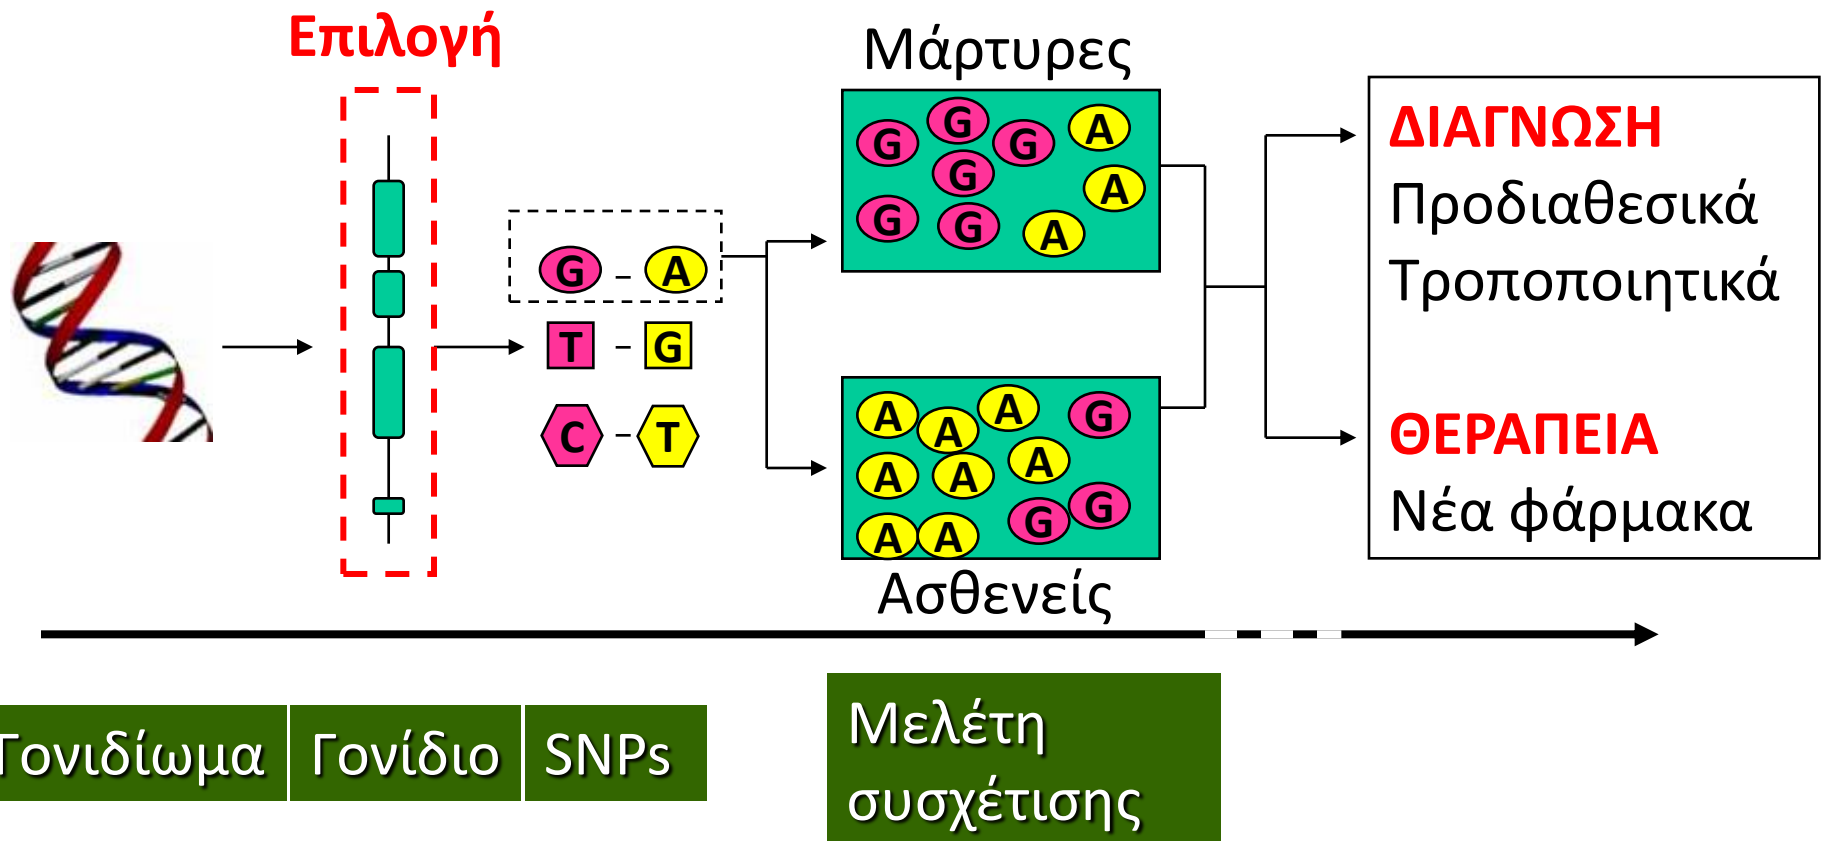 Επιλογή
G - A
T - G
C - T
Μάρτυρες
G G G A
G A
G G A
A A A G
A A A
A A G G
Ασθενείς
ΔΙΑΓΝΩΣΗ
Προδιαθεσικά
Τροποποιητικά
ΘΕΡΑΠΕΙΑ
Νέα φάρμακα
Γονιδίωμα
Γονίδιο
SNPs
Μελέτη
συσχέτισης